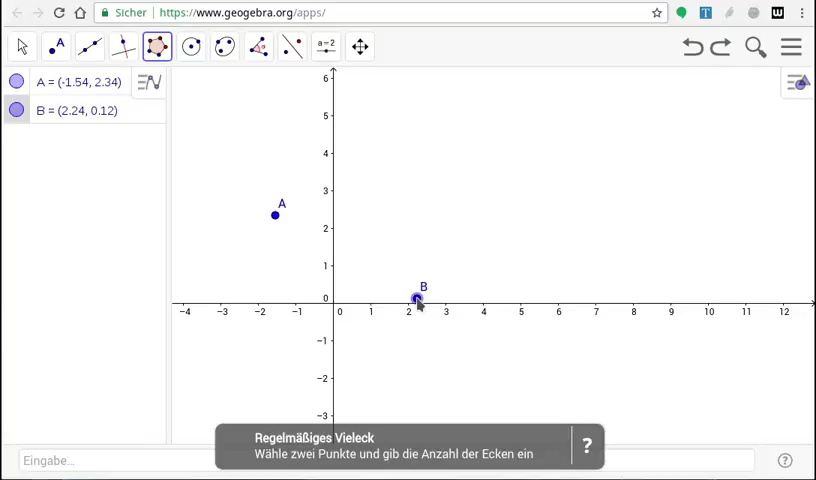 Sicher https://www.geogebra.org/apps/
T
W
A
a=2
A = (-1.54, 2.34)
B = (2.24, 0.12)
6
5
4
3
2
1
0
−1
−2
−3
A
B
−4 −3 −2 −1 0 1 2 3 4 5 6 7 8 9 10 11 12
Regelmäßiges Vieleck
Wähle zwei Punkte und gib die Anzahl der Ecken ein
?
Eingabe...
?